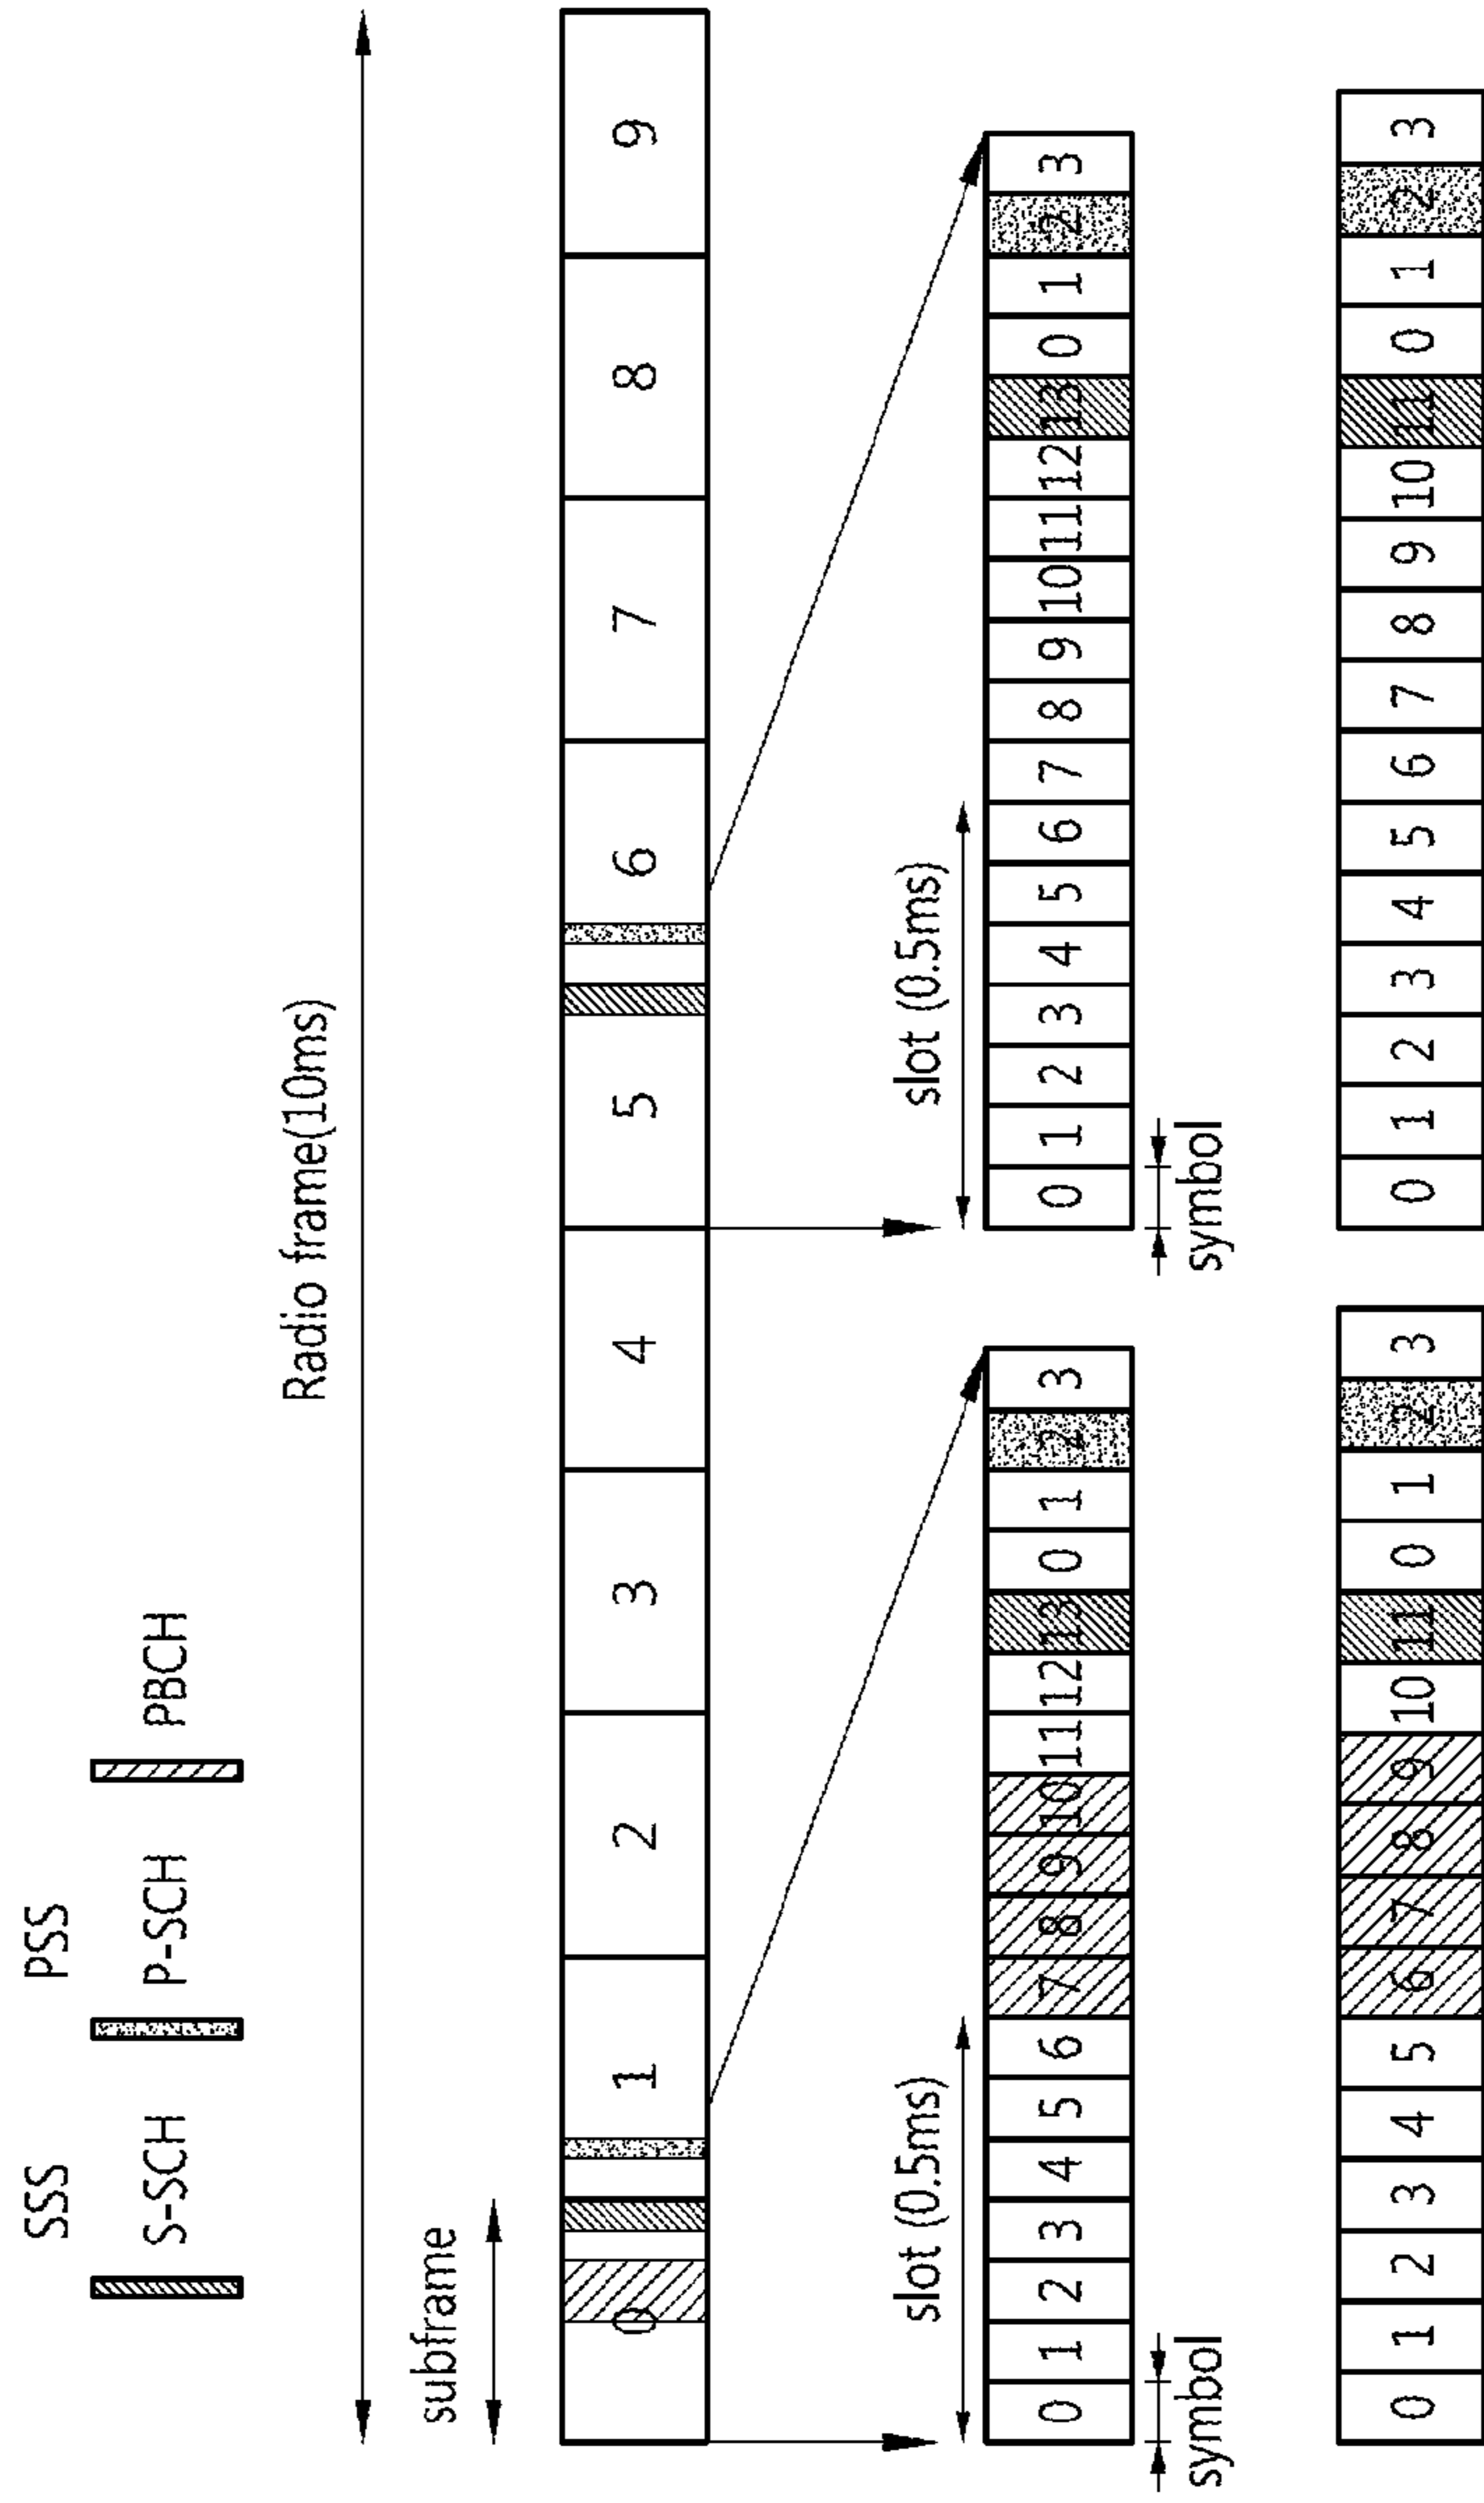 SSS PSS
S-SCH P-SCH PBCH
Radio frame(10ms)
subframe
0 1 2 3 4 5 6 7 8 9
slot (0.5ms) slot (0.5ms)
0 1 2 3 4 5 6 7 8 9 10 11 12 13 0 1 2 3
0 1 2 3 4 5 6 7 8 9 10 11 12 13 0 1 2 3
symbol symbol
0 1 2 3 4 5 6 7 8 9 10 11 0 1 2 3
0 1 2 3 4 5 6 7 8 9 10 11 0 1 2 3